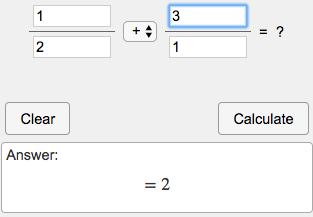 1 + 3 = ?
2 1
Clear Calculate
Answer:
= 2